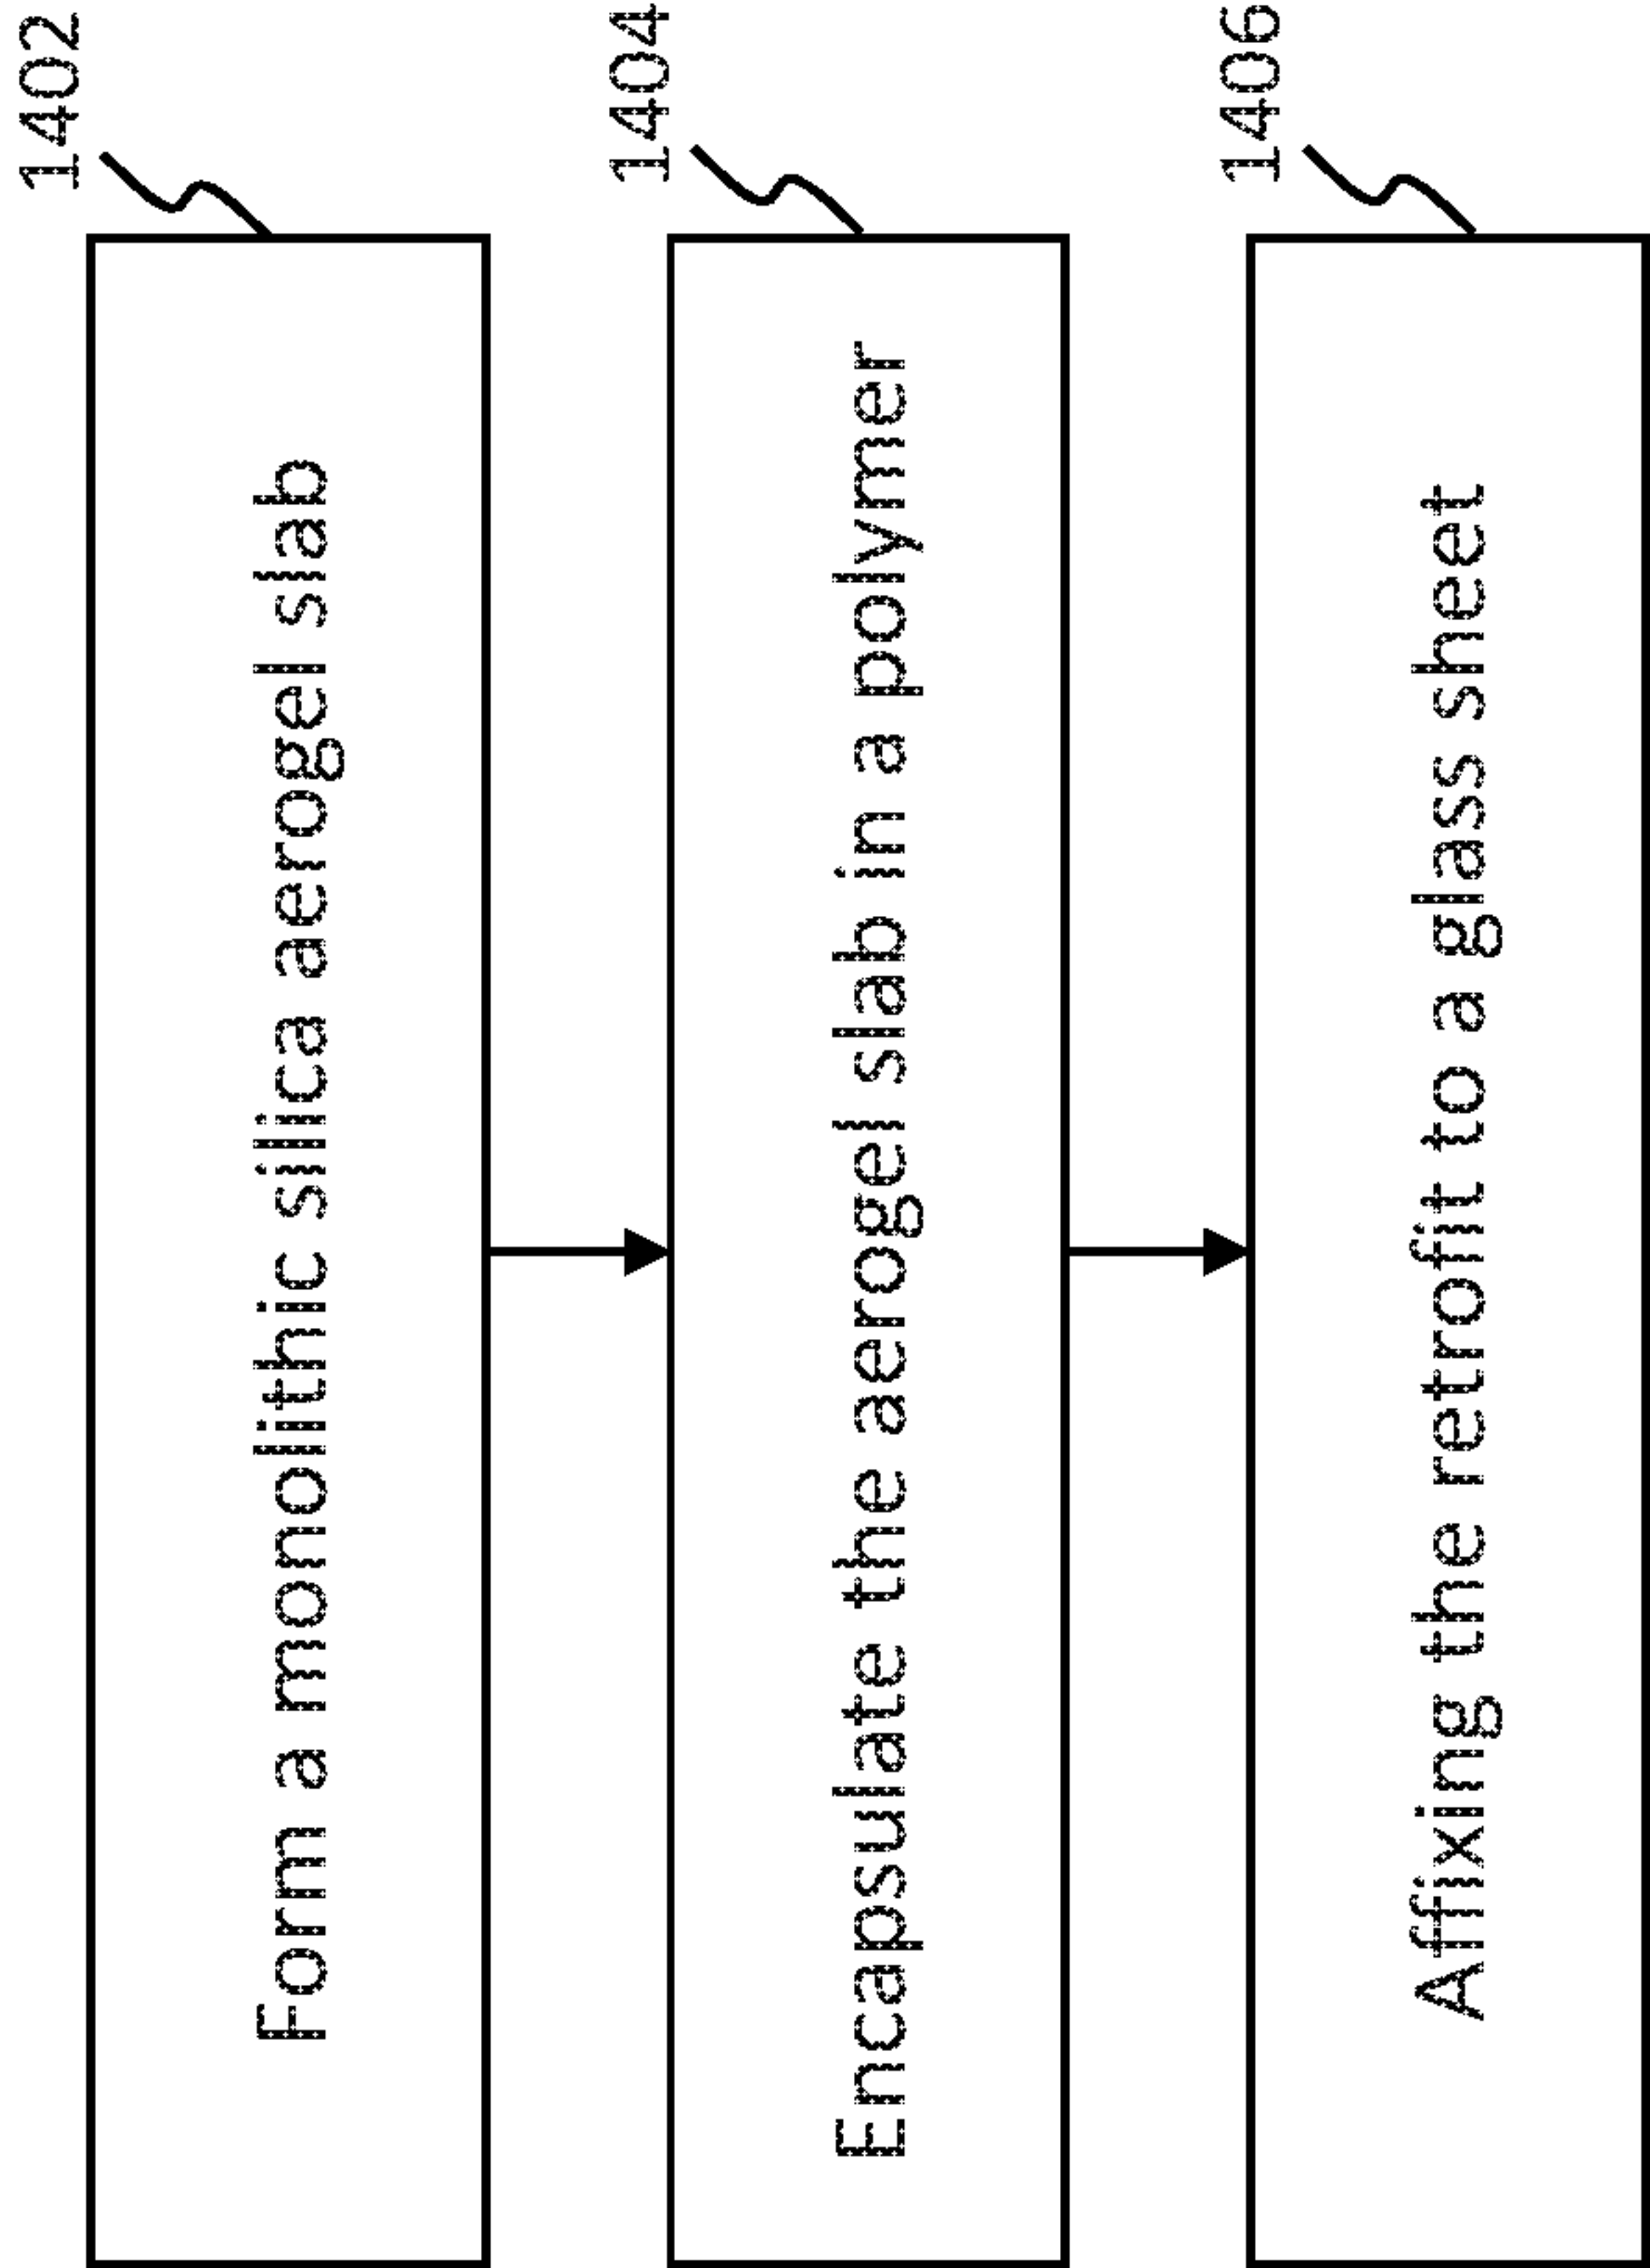 1402
Form a monolithic silica aerogel slab
1404
Encapsulate the aerogel slab in a polymer
1406
Affixing the retrofit to a glass sheet